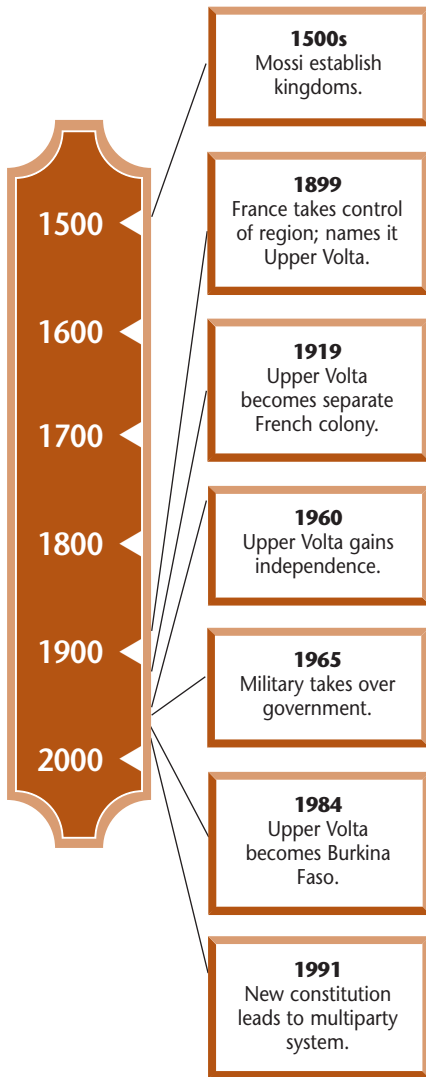 1500s
Mossi establish
kingdoms.
1899
France takes control
of region; names it
Upper Volta.
1919
Upper Volta
becomes separate
French colony.
1960
Upper Volta gains
independence.
1965
Military takes over
government.
1984
Upper Volta
becomes Burkina
Faso.
1991
New constitution
leads to multiparty
system.
1500
1600
1700
1800
1900
2000